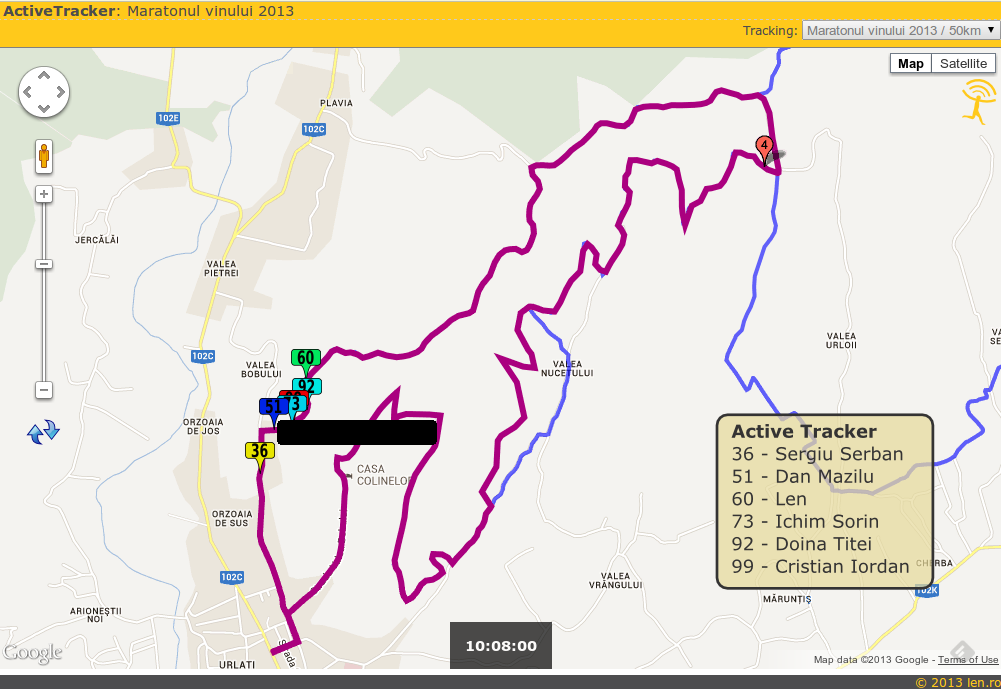 ActiveTracker: Maratonul vinului 2013
Tracking: Maratonul vinului 2013 / 50km
Map Satellite
PLAVIA
102E
102C
4
JERCĂLĂI
VALEA
PIETREI
VALEA
URLOII
102C
VALEA
BOBULUI
60
VALEA
NUCETULUI
92
51
73
ORZOAIA
DE JOS
36
CASA
COLINELOR
Active Tracker
36 - Sergiu Serban
51 - Dan Mazilu
60 - Len
73 - Ichim Sorin
92 - Doina Titei
99 - Cristian Iordan
ORZOAIA
DE SUS
102C
VALEA
VRÂNGULUI
CHERBA
102K
MĂRUNȚIȘ
ARIONEȘTII
NOI
10:08:00
Google
URLAȚI
Strada
Map data ©2013 Google - Terms of Use
© 2013 len.ro